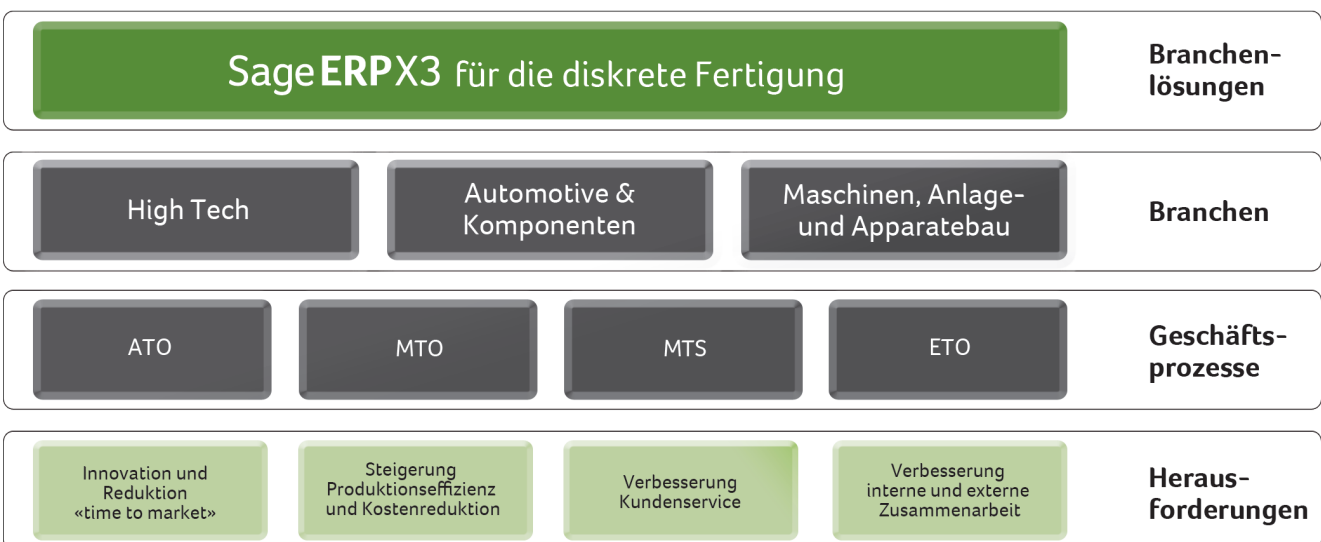 Sage ERP X3 für die diskrete Fertigung
Branchen-
lösungen
High Tech
Automotive &
Komponenten
Maschinen, Anlage-
und Apparatebau
Branchen
ATO
MTO
MTS
ETO
Geschäfts-
prozesse
Innovation und
Reduktion
«time to market»
Steigerung
Produktionseffizienz
und Kostenreduktion
Verbesserung
Kundenservice
Verbesserung
interne und externe
Zusammenarbeit
Heraus-
forderungen